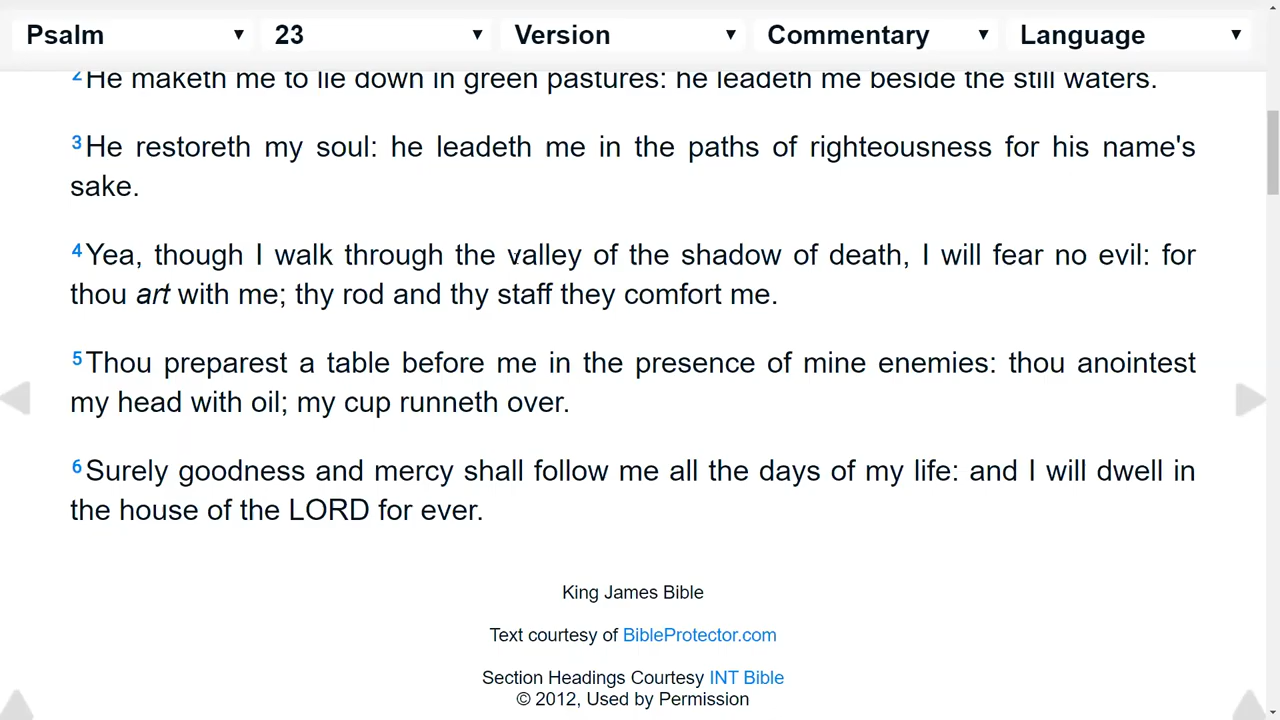 Psalm ▼ 23 ▼ Version ▼ Commentary ▼ Language ▼
2He maketh me to lie down in green pastures: he leadeth me beside the still waters.
3He restoreth my soul: he leadeth me in the paths of righteousness for his name's
sake.
4Yea, though I walk through the valley of the shadow of death, I will fear no evil: for
thou art with me; thy rod and thy staff they comfort me.
5Thou preparest a table before me in the presence of mine enemies: thou anointest
my head with oil; my cup runneth over.
6Surely goodness and mercy shall follow me all the days of my life: and I will dwell in
the house of the LORD for ever.
King James Bible
Text courtesy of BibleProtector.com
Section Headings Courtesy INT Bible
© 2012, Used by Permission